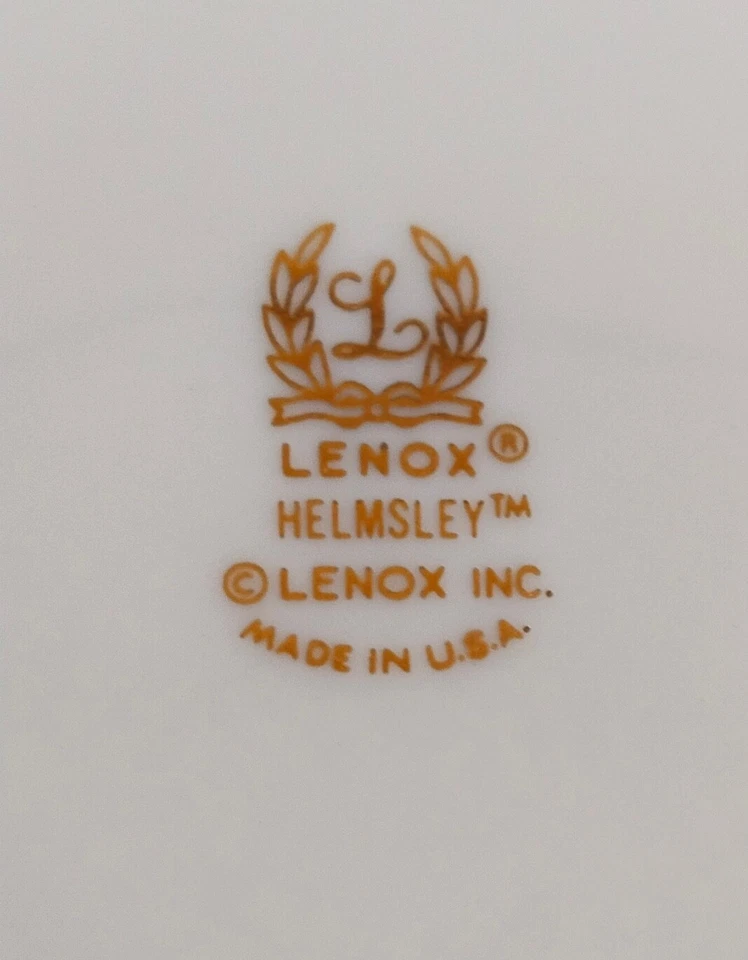 L
LENOX®
HELMSLEY™
©LENOX INC.
MADE IN U.S.A.